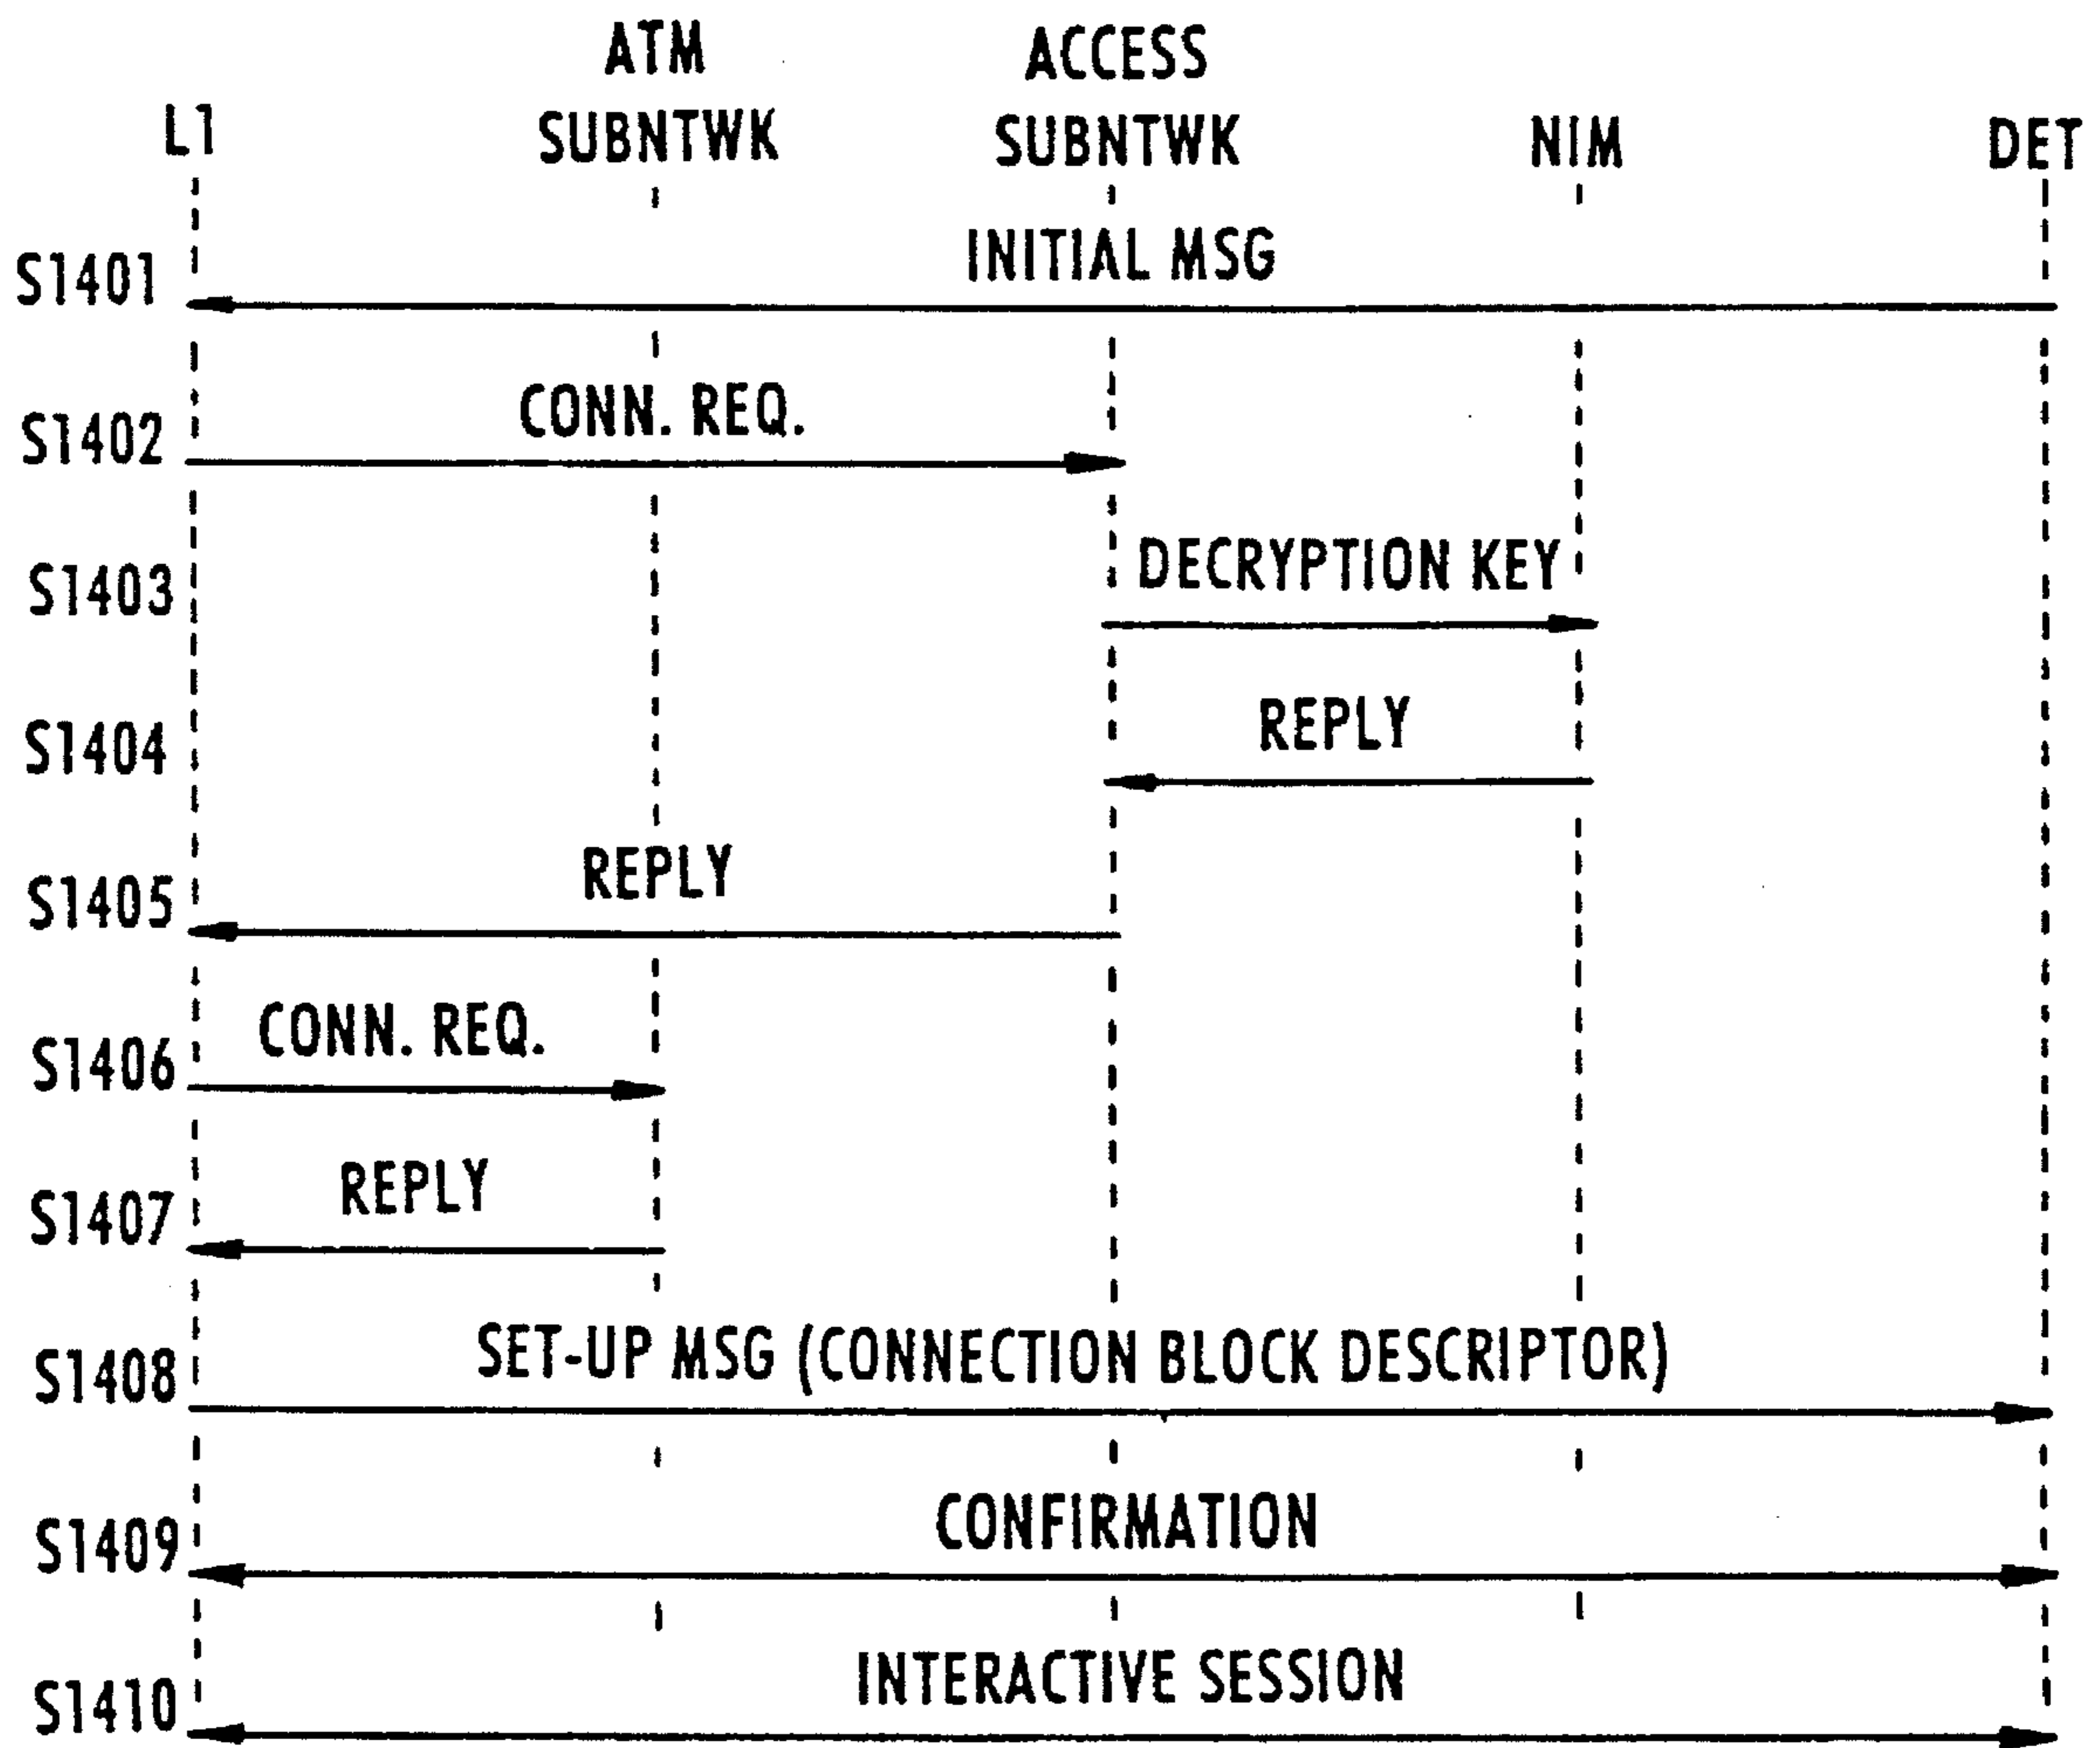 ATM
SUBNTWK
ACCESS
SUBNTWK
L1
NIM
DET
INITIAL MSG
S1401
CONN. REQ.
S1402
DECRYPTION KEY
S1403
REPLY
S1404
REPLY
S1405
CONN. REQ.
S1406
REPLY
S1407
SET-UP MSG (CONNECTION BLOCK DESCRIPTOR)
S1408
CONFIRMATION
S1409
INTERACTIVE SESSION
S1410